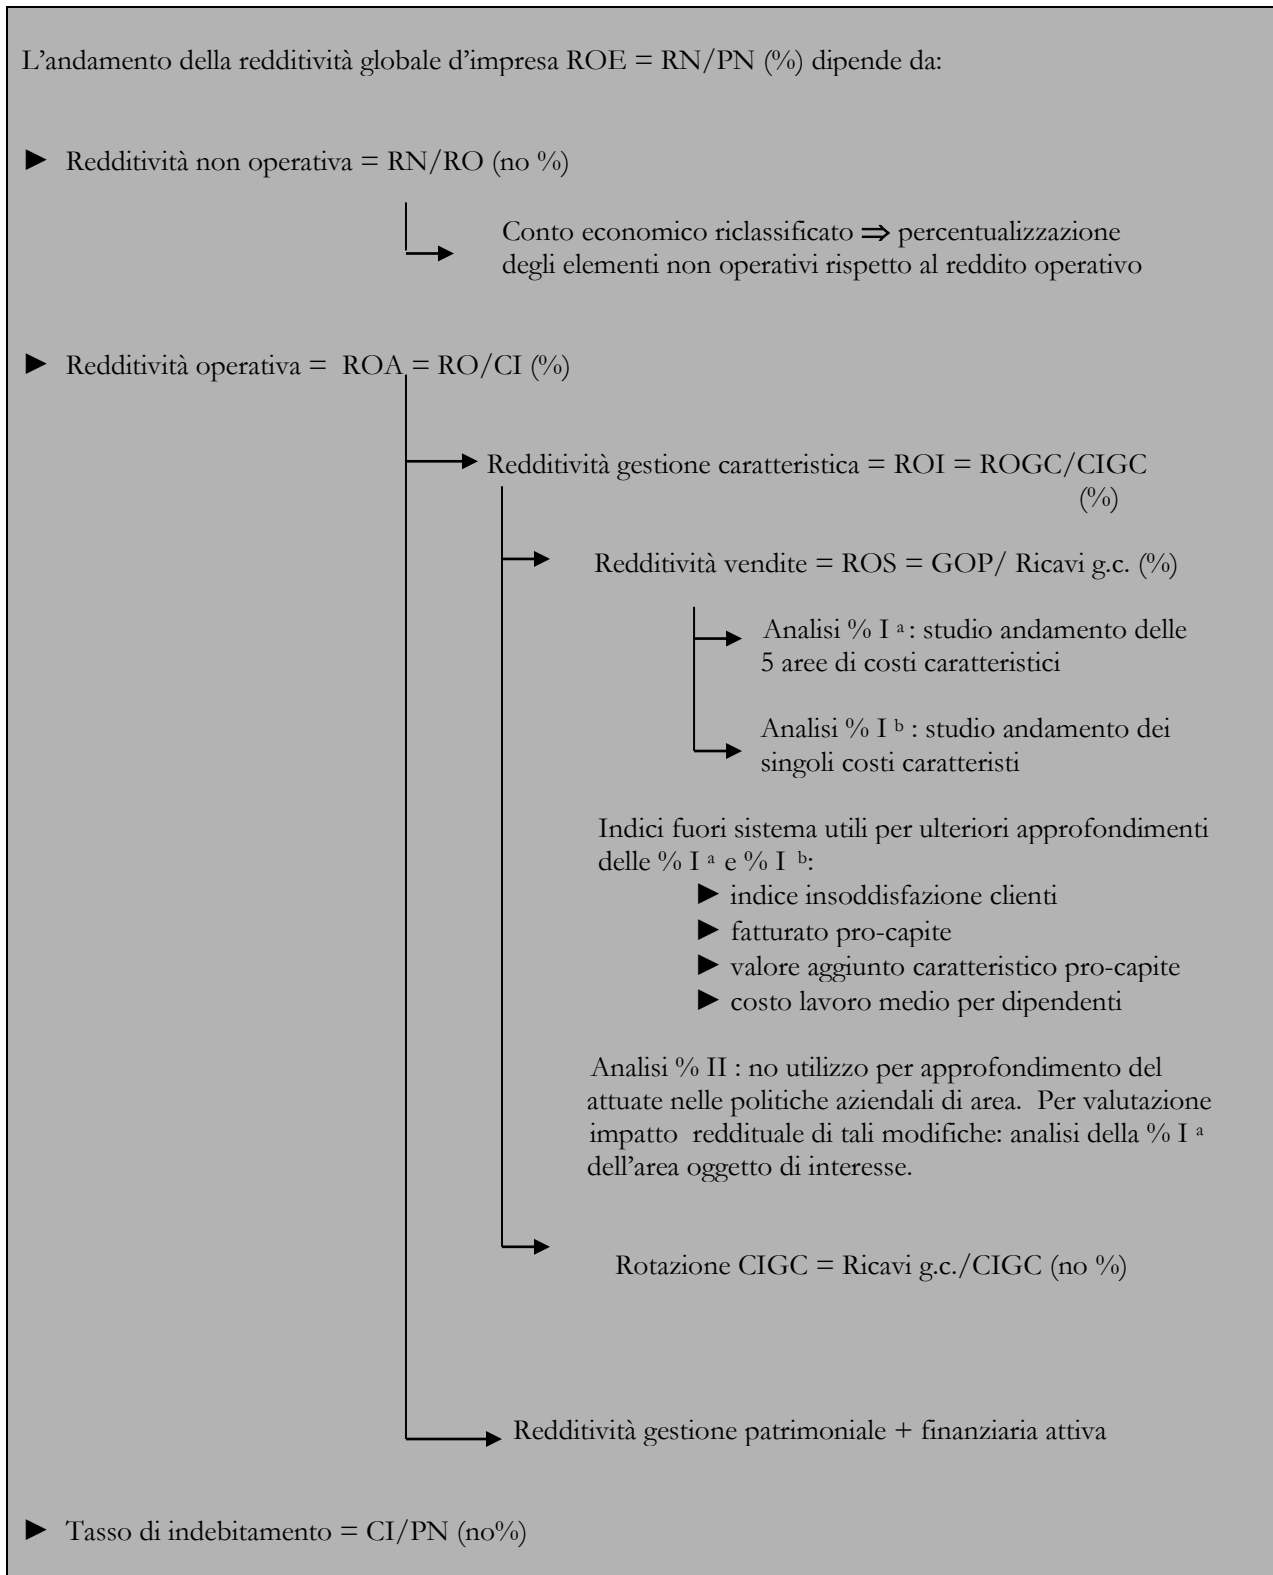 L’andamento della redditività globale d’impresa ROE = RN/PN (%) dipende da:
► Redditività non operativa = RN/RO (no %)
Conto economico riclassificato ⇒ percentualizzazione
degli elementi non operativi rispetto al reddito operativo
► Redditività operativa = ROA = RO/CI (%)
Redditività gestione caratteristica = ROI = ROGC/CIGC
(%)
Redditività vendite = ROS = GOP/ Ricavi g.c. (%)
Analisi % I ª : studio andamento delle
5 aree di costi caratteristici
Analisi % I ᵇ : studio andamento dei
singoli costi caratteristi
Indici fuori sistema utili per ulteriori approfondimenti
delle % I ª e % I ᵇ:
► indice insoddisfazione clienti
► fatturato pro-capite
► valore aggiunto caratteristico pro-capite
► costo lavoro medio per dipendenti
Analisi % II : no utilizzo per approfondimento del
attuate nelle politiche aziendali di area. Per valutazione
impatto reddituale di tali modifiche: analisi della % I ª
dell’area oggetto di interesse.
Rotazione CIGC = Ricavi g.c./CIGC (no %)
Redditività gestione patrimoniale + finanziaria attiva
► Tasso di indebitamento = CI/PN (no%)